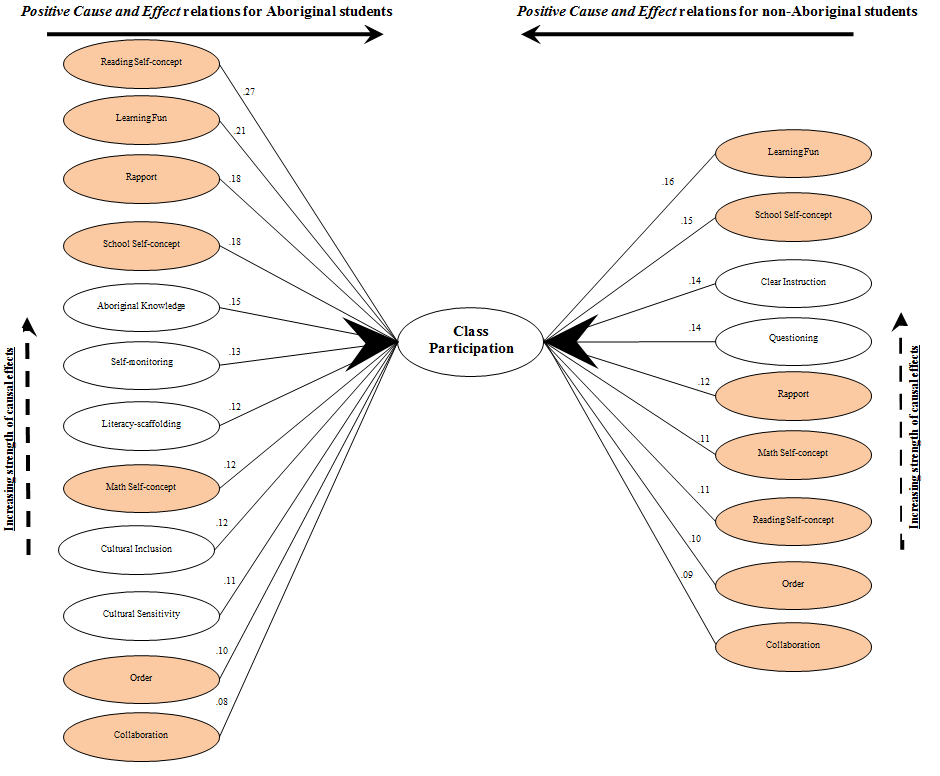 Positive Cause and Effect relations for Aboriginal students
Reading Self-concept
.27
Learning Fun
.21
Rapport
.18
School Self-concept
.18
Aboriginal Knowledge
.15
Self-monitoring
.13
Literacy-scaffolding
.12
Math Self-concept
.12
Cultural Inclusion
.12
Cultural Sensitivity
.11
Order
.10
Collaboration
.08
Increasing strength of causal effects
Class
Participation
Positive Cause and Effect relations for non-Aboriginal students
Learning Fun
.16
School Self-concept
.15
Clear Instruction
.14
Questioning
.14
Rapport
.12
Math Self-concept
.11
Reading Self-concept
.11
Order
.10
Collaboration
.09
Increasing strength of causal effects